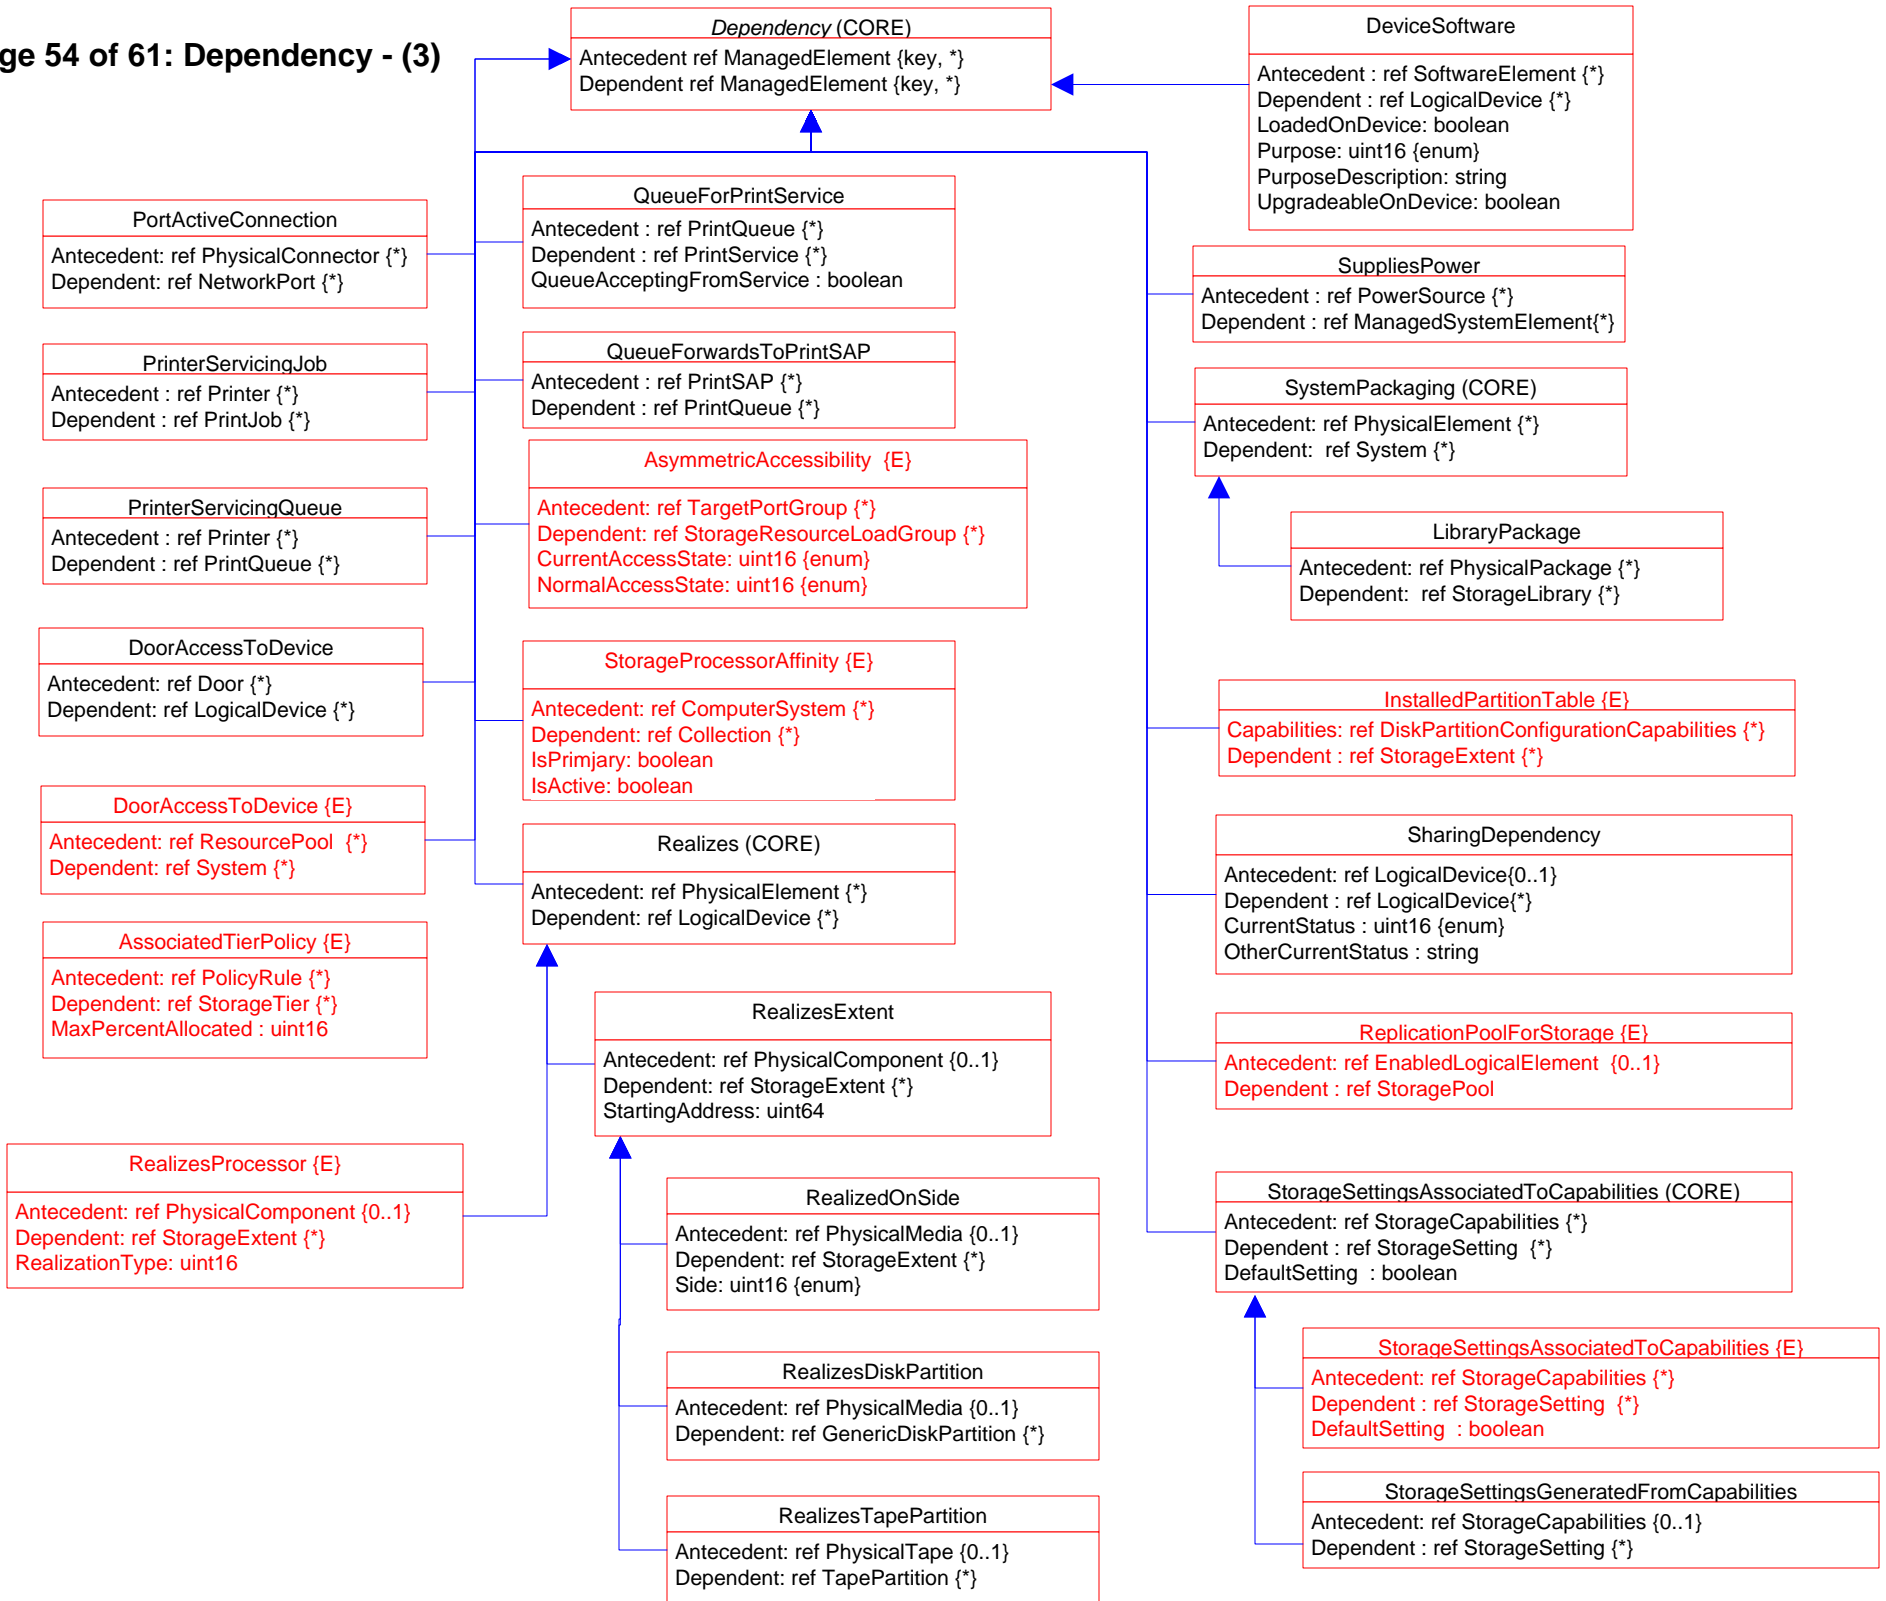 ge 54 of 61: Dependency - (3)
Dependency (CORE)
Antecedent ref ManagedElement {key, *}
Dependent ref ManagedElement {key, *}
DeviceSoftware
Antecedent : ref SoftwareElement {*}
Dependent : ref LogicalDevice {*}
LoadedOnDevice: boolean
Purpose: uint16 {enum}
PurposeDescription: string
UpgradeableOnDevice: boolean
PortActiveConnection
Antecedent: ref PhysicalConnector {*}
Dependent: ref NetworkPort {*}
QueueForPrintService
Antecedent : ref PrintQueue {*}
Dependent : ref PrintService {*}
QueueAcceptingFromService : boolean
SuppliesPower
Antecedent : ref PowerSource {*}
Dependent : ref ManagedSystemElement{*}
PrinterServicingJob
Antecedent : ref Printer {*}
Dependent : ref PrintJob {*}
QueueForwardsToPrintSAP
Antecedent : ref PrintSAP {*}
Dependent : ref PrintQueue {*}
SystemPackaging (CORE)
Antecedent: ref PhysicalElement {*}
Dependent:  ref System {*}
PrinterServicingQueue
Antecedent : ref Printer {*}
Dependent : ref PrintQueue {*}
AsymmetricAccessibility  {E}
Antecedent: ref TargetPortGroup {*}
Dependent: ref StorageResourceLoadGroup {*}
CurrentAccessState: uint16 {enum}
NormalAccessState: uint16 {enum}
LibraryPackage
Antecedent: ref PhysicalPackage {*}
Dependent:  ref StorageLibrary {*}
DoorAccessToDevice
Antecedent: ref Door {*}
Dependent: ref LogicalDevice {*}
StorageProcessorAffinity {E}
Antecedent: ref ComputerSystem {*}
Dependent: ref Collection {*}
IsPrimjary: boolean
IsActive: boolean
InstalledPartitionTable {E}
Capabilities: ref DiskPartitionConfigurationCapabilities {*}
Dependent : ref StorageExtent {*}
DoorAccessToDevice {E}
Antecedent: ref ResourcePool  {*}
Dependent: ref System {*}
Realizes (CORE)
Antecedent: ref PhysicalElement {*}
Dependent: ref LogicalDevice {*}
SharingDependency
Antecedent: ref LogicalDevice{0..1}
Dependent : ref LogicalDevice{*}
CurrentStatus : uint16 {enum}
OtherCurrentStatus : string
AssociatedTierPolicy {E}
Antecedent: ref PolicyRule {*}
Dependent: ref StorageTier {*}
MaxPercentAllocated : uint16
RealizesExtent
Antecedent: ref PhysicalComponent {0..1}
Dependent: ref StorageExtent {*}
StartingAddress: uint64
ReplicationPoolForStorage {E}
Antecedent: ref EnabledLogicalElement  {0..1}
Dependent : ref StoragePool
RealizesProcessor {E}
Antecedent: ref PhysicalComponent {0..1}
Dependent: ref StorageExtent {*}
RealizationType: uint16
RealizedOnSide
Antecedent: ref PhysicalMedia {0..1}
Dependent: ref StorageExtent {*}
Side: uint16 {enum}
StorageSettingsAssociatedToCapabilities (CORE)
Antecedent: ref StorageCapabilities {*}
Dependent : ref StorageSetting  {*}
DefaultSetting  : boolean
RealizesDiskPartition
Antecedent: ref PhysicalMedia {0..1}
Dependent: ref GenericDiskPartition {*}
StorageSettingsAssociatedToCapabilities {E}
Antecedent: ref StorageCapabilities {*}
Dependent : ref StorageSetting  {*}
DefaultSetting  : boolean
RealizesTapePartition
Antecedent: ref PhysicalTape {0..1}
Dependent: ref TapePartition {*}
StorageSettingsGeneratedFromCapabilities
Antecedent: ref StorageCapabilities {0..1}
Dependent : ref StorageSetting {*}